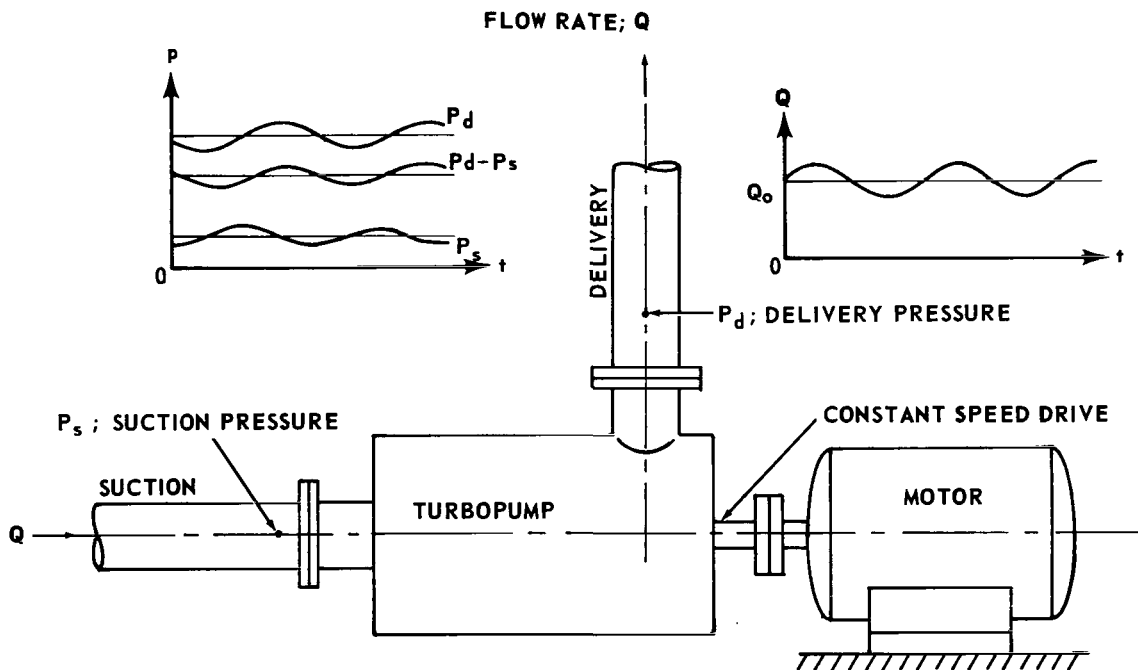 FLOW RATE; Q
P
Pd
Pd-Ps
Ps
0
t
Q
Qo
0
t
DELIVERY
Pd; DELIVERY PRESSURE
Ps; SUCTION PRESSURE
CONSTANT SPEED DRIVE
SUCTION
TURBOPUMP
MOTOR
Q